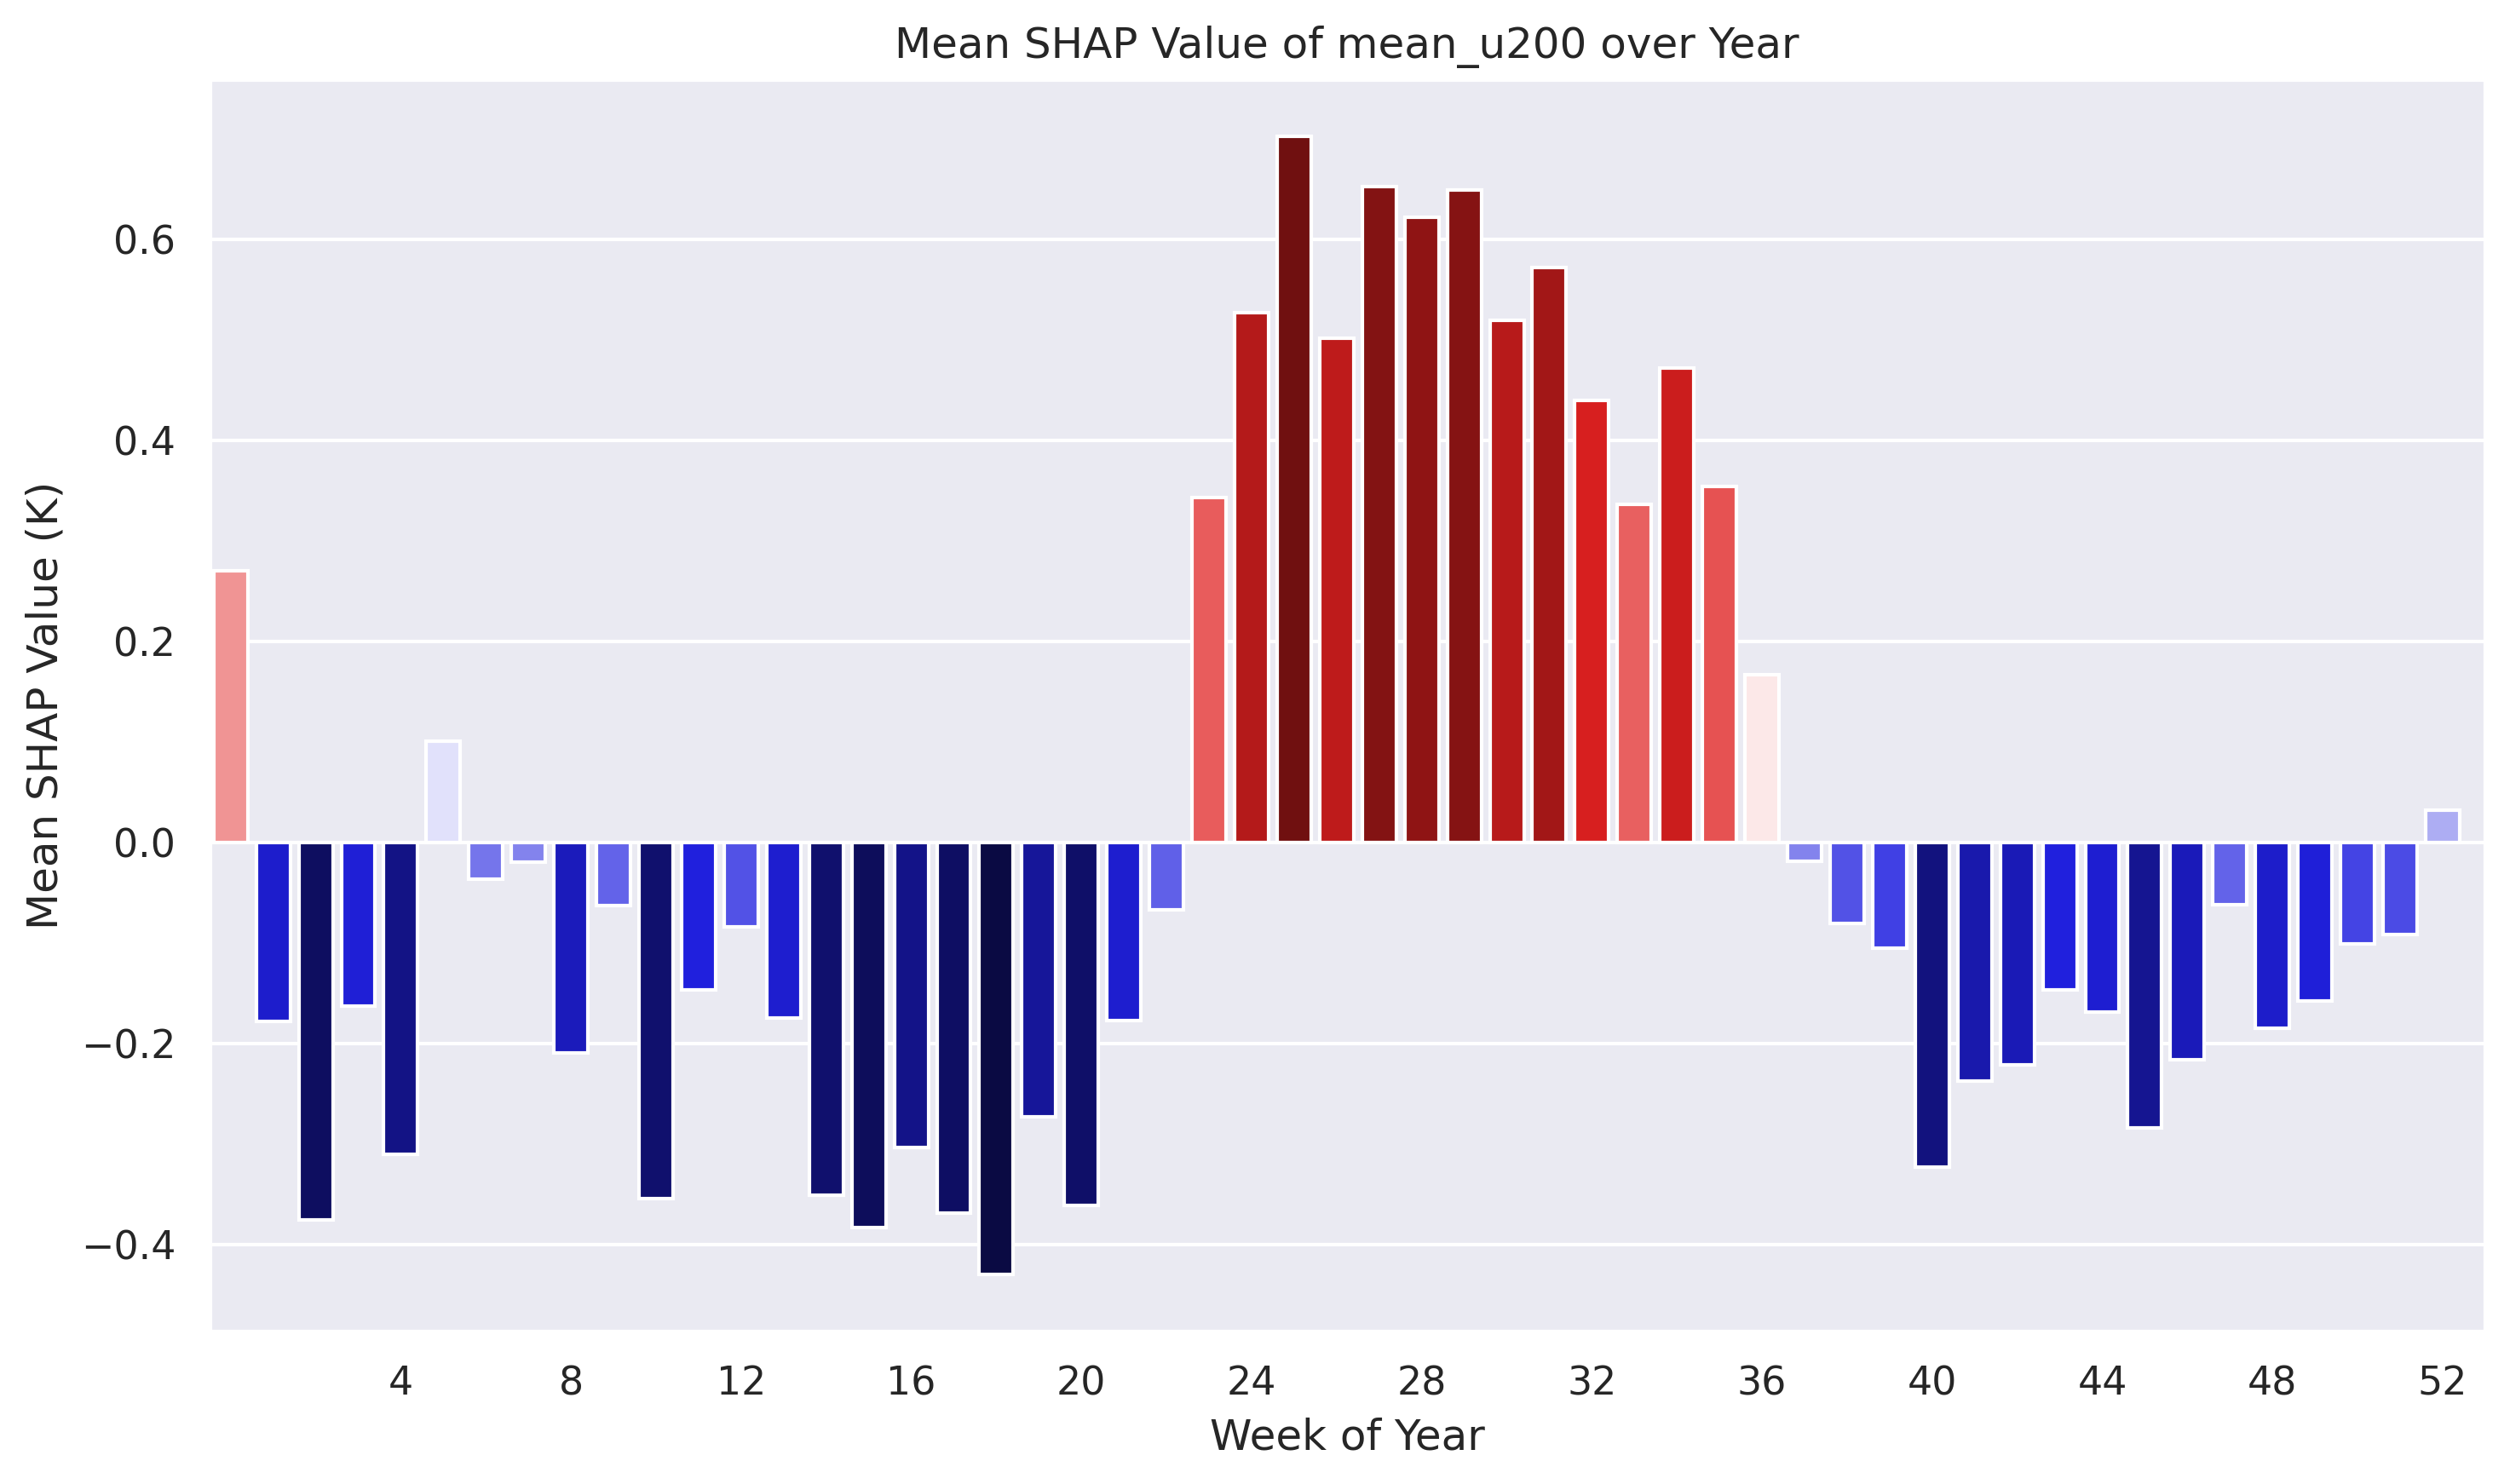 Mean SHAP Value of mean_u200 over Year
Mean SHAP Value (K)
0.6
0.4
0.2
0.0
−0.2
−0.4
4 8 12 16 20 24 28 32 36 40 44 48 52
Week of Year